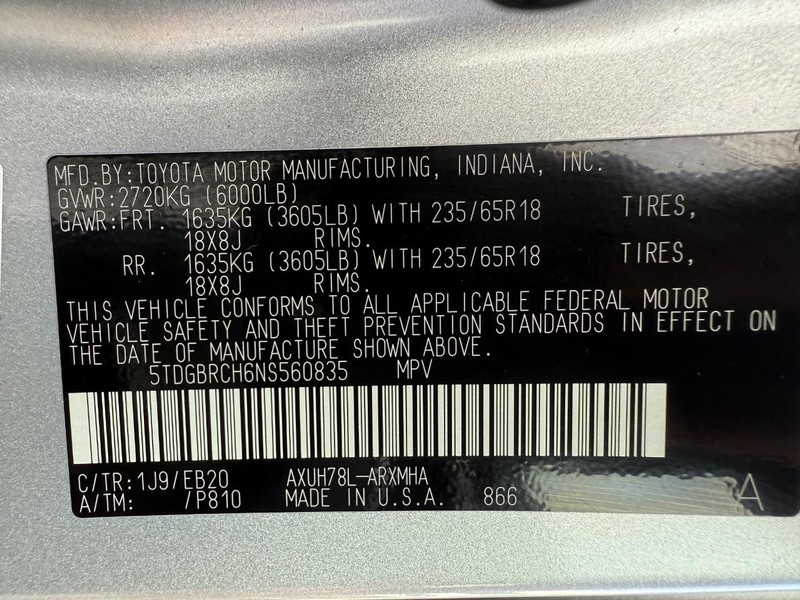 MFD.BY:TOYOTA MOTOR MANUFACTURING, INDIANA, INC.
GVWR:2720KG (6000LB)
GAWR:FRT. 1635KG (3605LB) WITH 235/65R18 TIRES,
18X8J RIMS.
RR. 1635KG (3605LB) WITH 235/65R18 TIRES,
18X8J RIMS.
THIS VEHICLE CONFORMS TO ALL APPLICABLE FEDERAL MOTOR
VEHICLE SAFETY AND THEFT PREVENTION STANDARDS IN EFFECT ON
THE DATE OF MANUFACTURE SHOWN ABOVE.
5TDGBRCH6NS560835 MPV
C/TR:1J9/EB20 AXUH78L-ARXMHA
A/TM: /P810 MADE IN U.S.A. 866 A